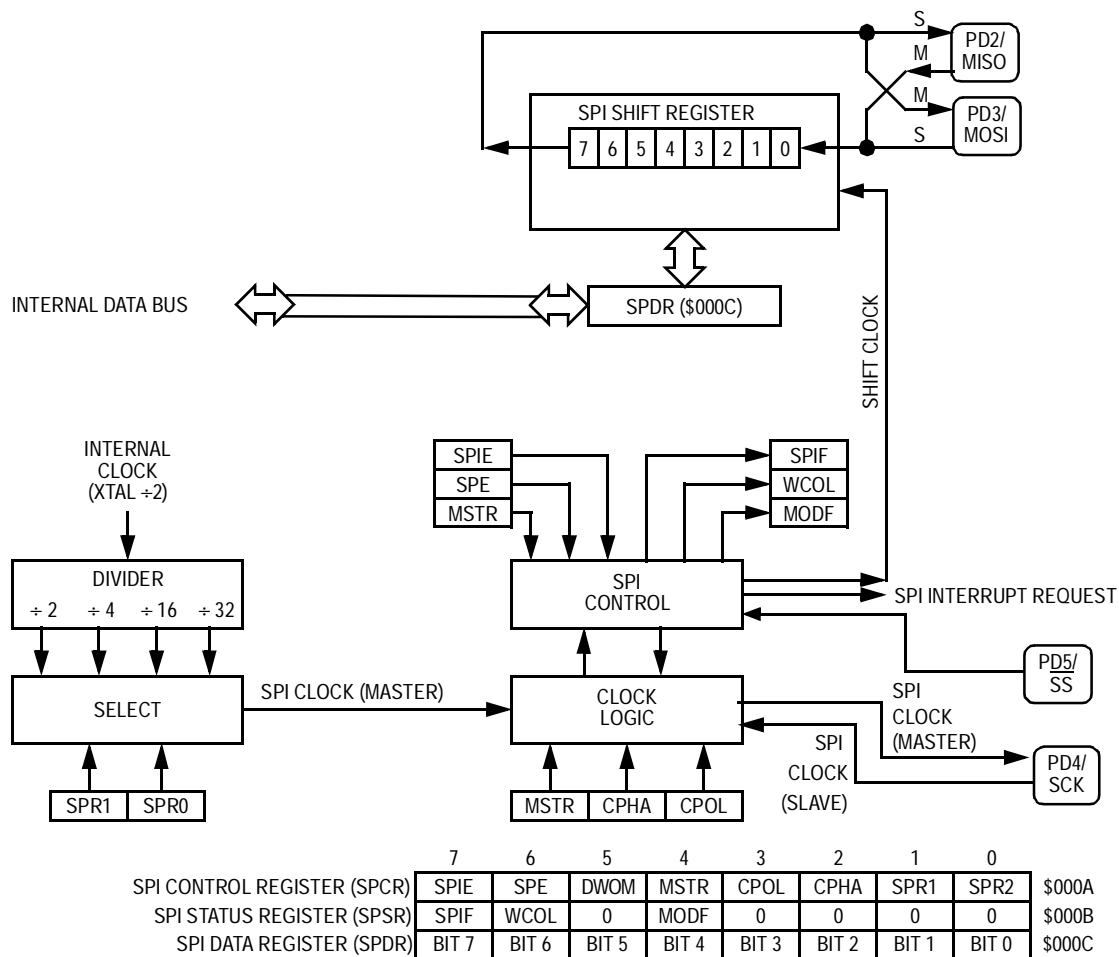 S
PD2/
MISO
M
M
PD3/
MOSI
S
SPI SHIFT REGISTER
7 6 5 4 3 2 1 0
INTERNAL DATA BUS
SPDR ($000C)
SHIFT CLOCK
INTERNAL
CLOCK
(XTAL ÷2)
SPIE
SPE
MSTR
SPIF
WCOL
MODF
DIVIDER
÷ 2 ÷ 4 ÷ 16 ÷ 32
SPI
CONTROL
SPI INTERRUPT REQUEST
PD5/
SS
SELECT
SPI CLOCK (MASTER)
CLOCK
LOGIC
SPI
CLOCK
(MASTER)
SPI
CLOCK
(SLAVE)
PD4/
SCK
SPR1 SPR0
MSTR CPHA CPOL
7 6 5 4 3 2 1 0
SPI CONTROL REGISTER (SPCR) SPIE SPE DWOM MSTR CPOL CPHA SPR1 SPR2 $000A
SPI STATUS REGISTER (SPSR) SPIF WCOL 0 MODF 0 0 0 0 $000B
SPI DATA REGISTER (SPDR) BIT 7 BIT 6 BIT 5 BIT 4 BIT 3 BIT 2 BIT 1 BIT 0 $000C